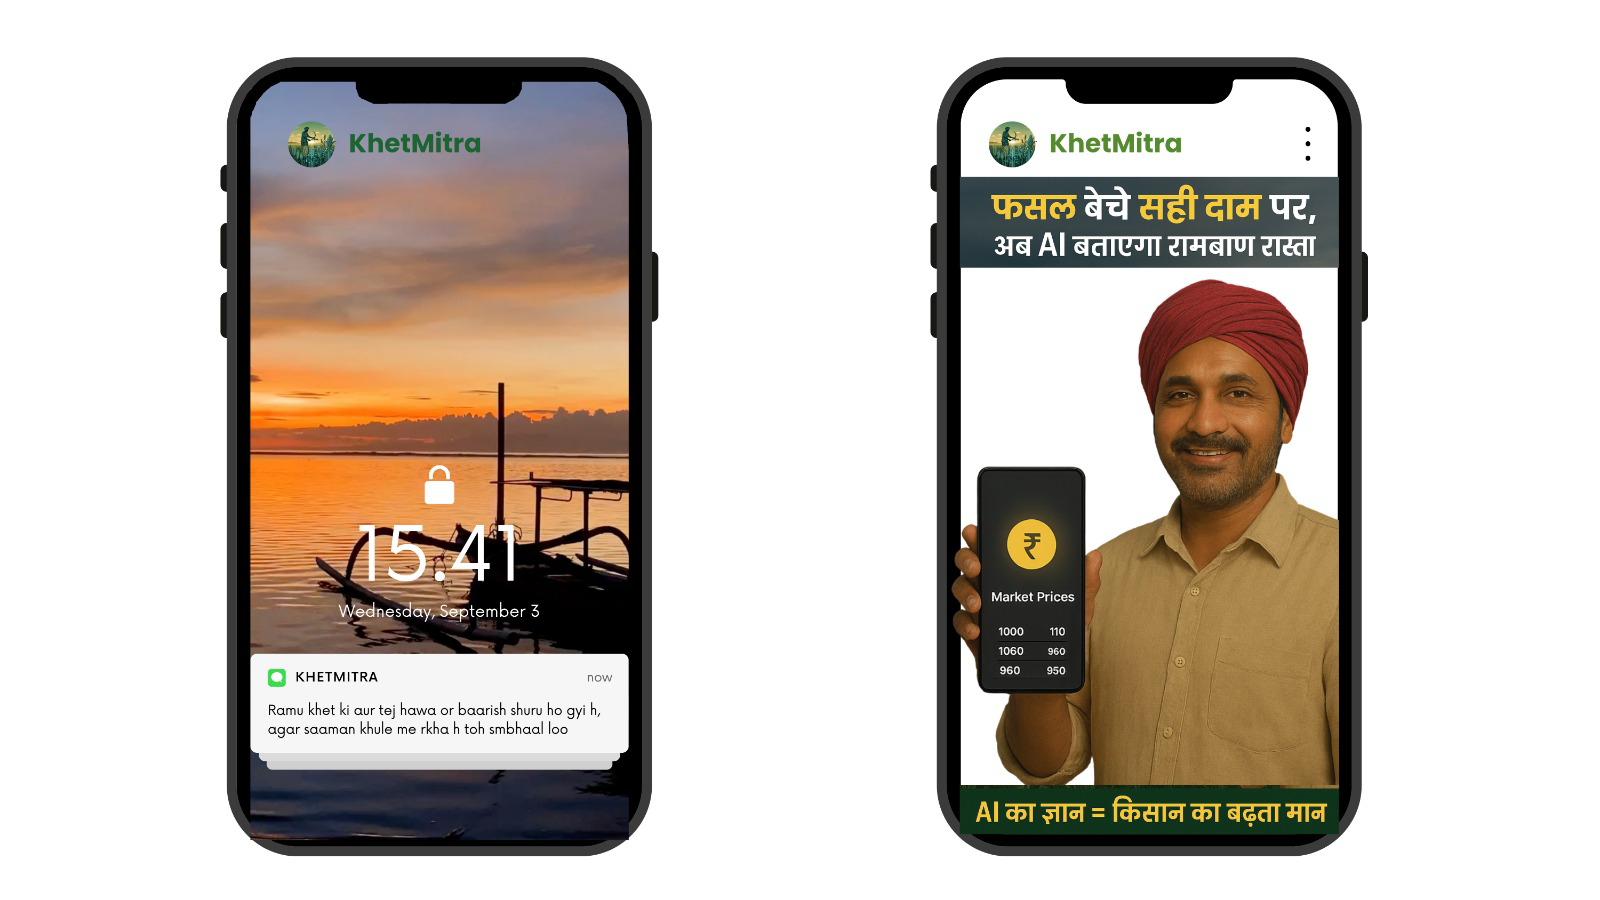 KhetMitra
15.41
Wednesday, September 3
KHETMITRA now
Ramu khet ki aur tej hawa or baarish shuru ho gyi h,
agar saaman khule me rkha h toh smbhaal loo
KhetMitra
फसल बेचे सही दाम पर,
अब AI बताएगा रामबाण रास्ता
₹
Market Prices
1000 110
1060 960
960 950
AI का ज्ञान = किसान का बढ़ता मान